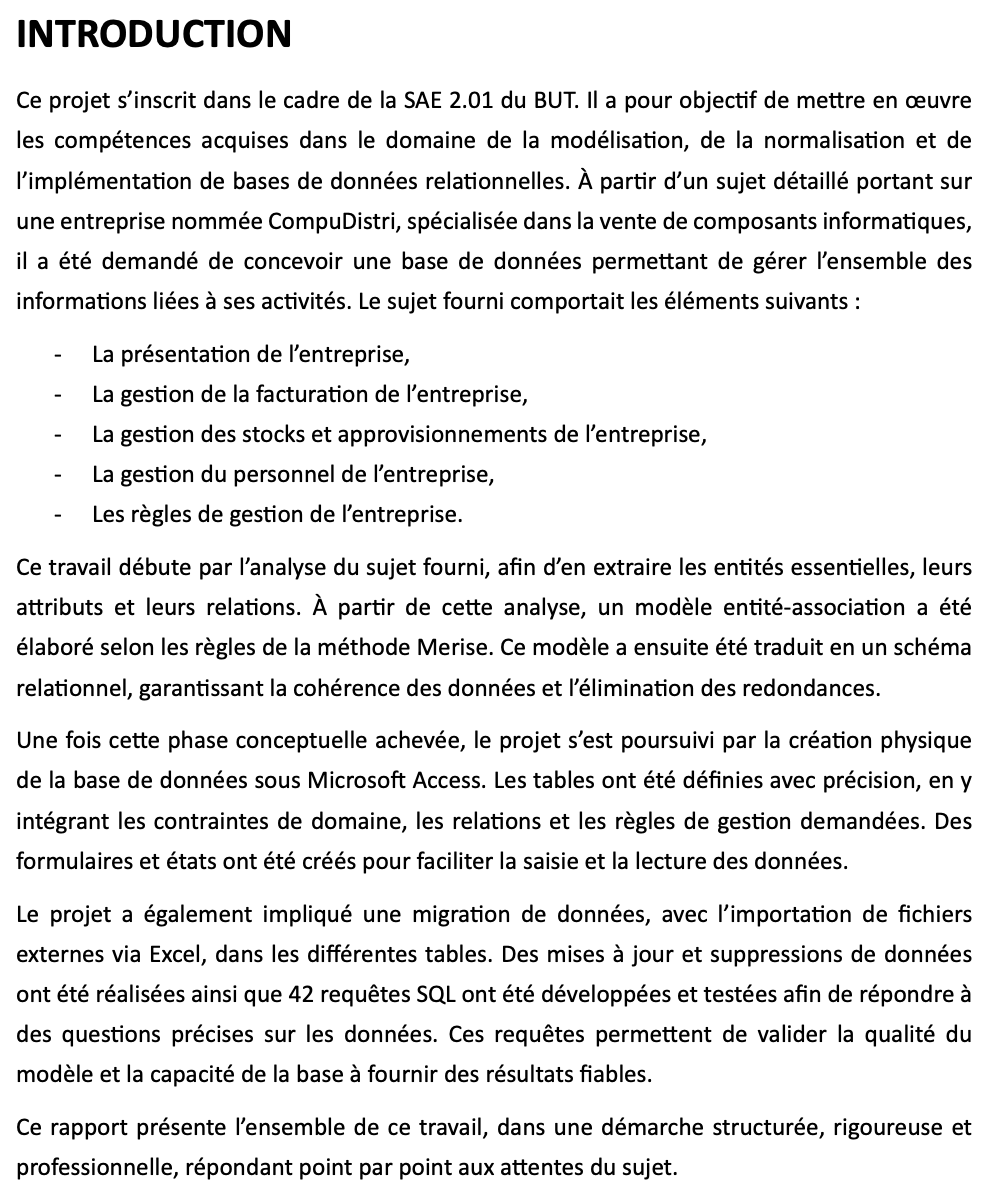 INTRODUCTION
Ce projet s’inscrit dans le cadre de la SAE 2.01 du BUT. Il a pour objectif de mettre en œuvre
les compétences acquises dans le domaine de la modélisation, de la normalisation et de
l’implémentation de bases de données relationnelles. À partir d’un sujet détaillé portant sur
une entreprise nommée CompuDistri, spécialisée dans la vente de composants informatiques,
il a été demandé de concevoir une base de données permettant de gérer l’ensemble des
informations liées à ses activités. Le sujet fourni comportait les éléments suivants :
- La présentation de l’entreprise,
- La gestion de la facturation de l’entreprise,
- La gestion des stocks et approvisionnements de l’entreprise,
- La gestion du personnel de l’entreprise,
- Les règles de gestion de l’entreprise.
Ce travail débute par l’analyse du sujet fourni, afin d’en extraire les entités essentielles, leurs
attributs et leurs relations. À partir de cette analyse, un modèle entité-association a été
élaboré selon les règles de la méthode Merise. Ce modèle a ensuite été traduit en un schéma
relationnel, garantissant la cohérence des données et l’élimination des redondances.
Une fois cette phase conceptuelle achevée, le projet s’est poursuivi par la création physique
de la base de données sous Microsoft Access. Les tables ont été définies avec précision, en y
intégrant les contraintes de domaine, les relations et les règles de gestion demandées. Des
formulaires et états ont été créés pour faciliter la saisie et la lecture des données.
Le projet a également impliqué une migration de données, avec l’importation de fichiers
externes via Excel, dans les différentes tables. Des mises à jour et suppressions de données
ont été réalisées ainsi que 42 requêtes SQL ont été développées et testées afin de répondre à
des questions précises sur les données. Ces requêtes permettent de valider la qualité du
modèle et la capacité de la base à fournir des résultats fiables.
Ce rapport présente l’ensemble de ce travail, dans une démarche structurée, rigoureuse et
professionnelle, répondant point par point aux attentes du sujet.